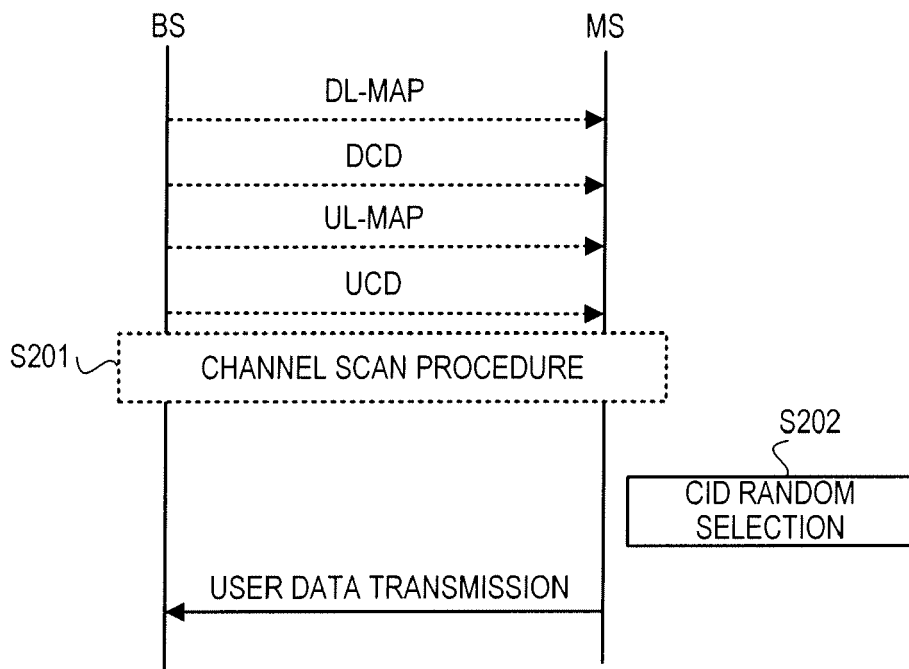 BS
MS
DL-MAP
DCD
UL-MAP
UCD
S201
CHANNEL SCAN PROCEDURE
S202
CID RANDOM
SELECTION
USER DATA TRANSMISSION